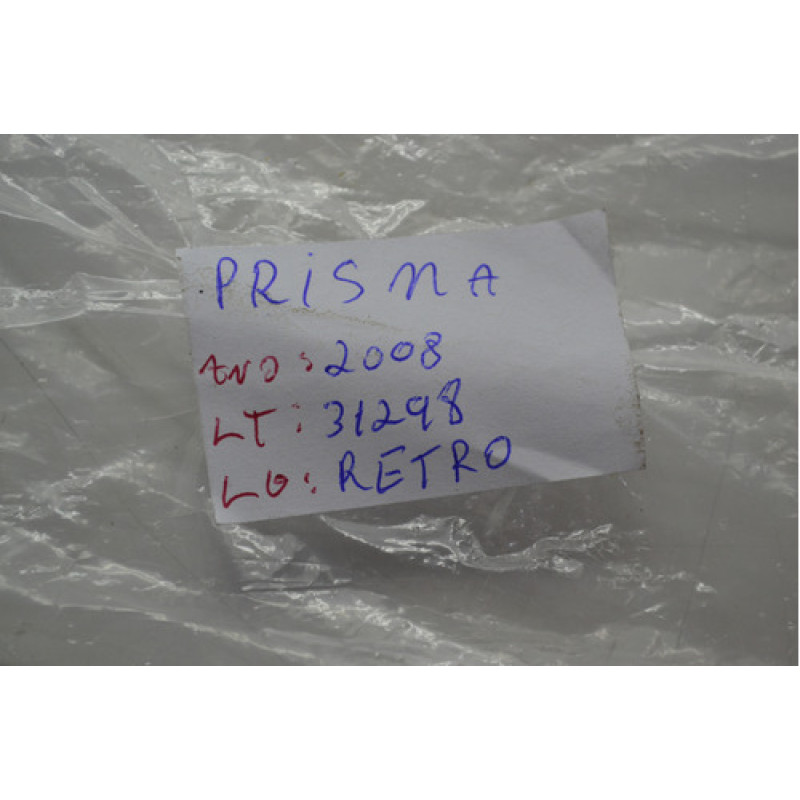 PRiSMA
ANO: 2008
LT: 31298
LO: RETRO